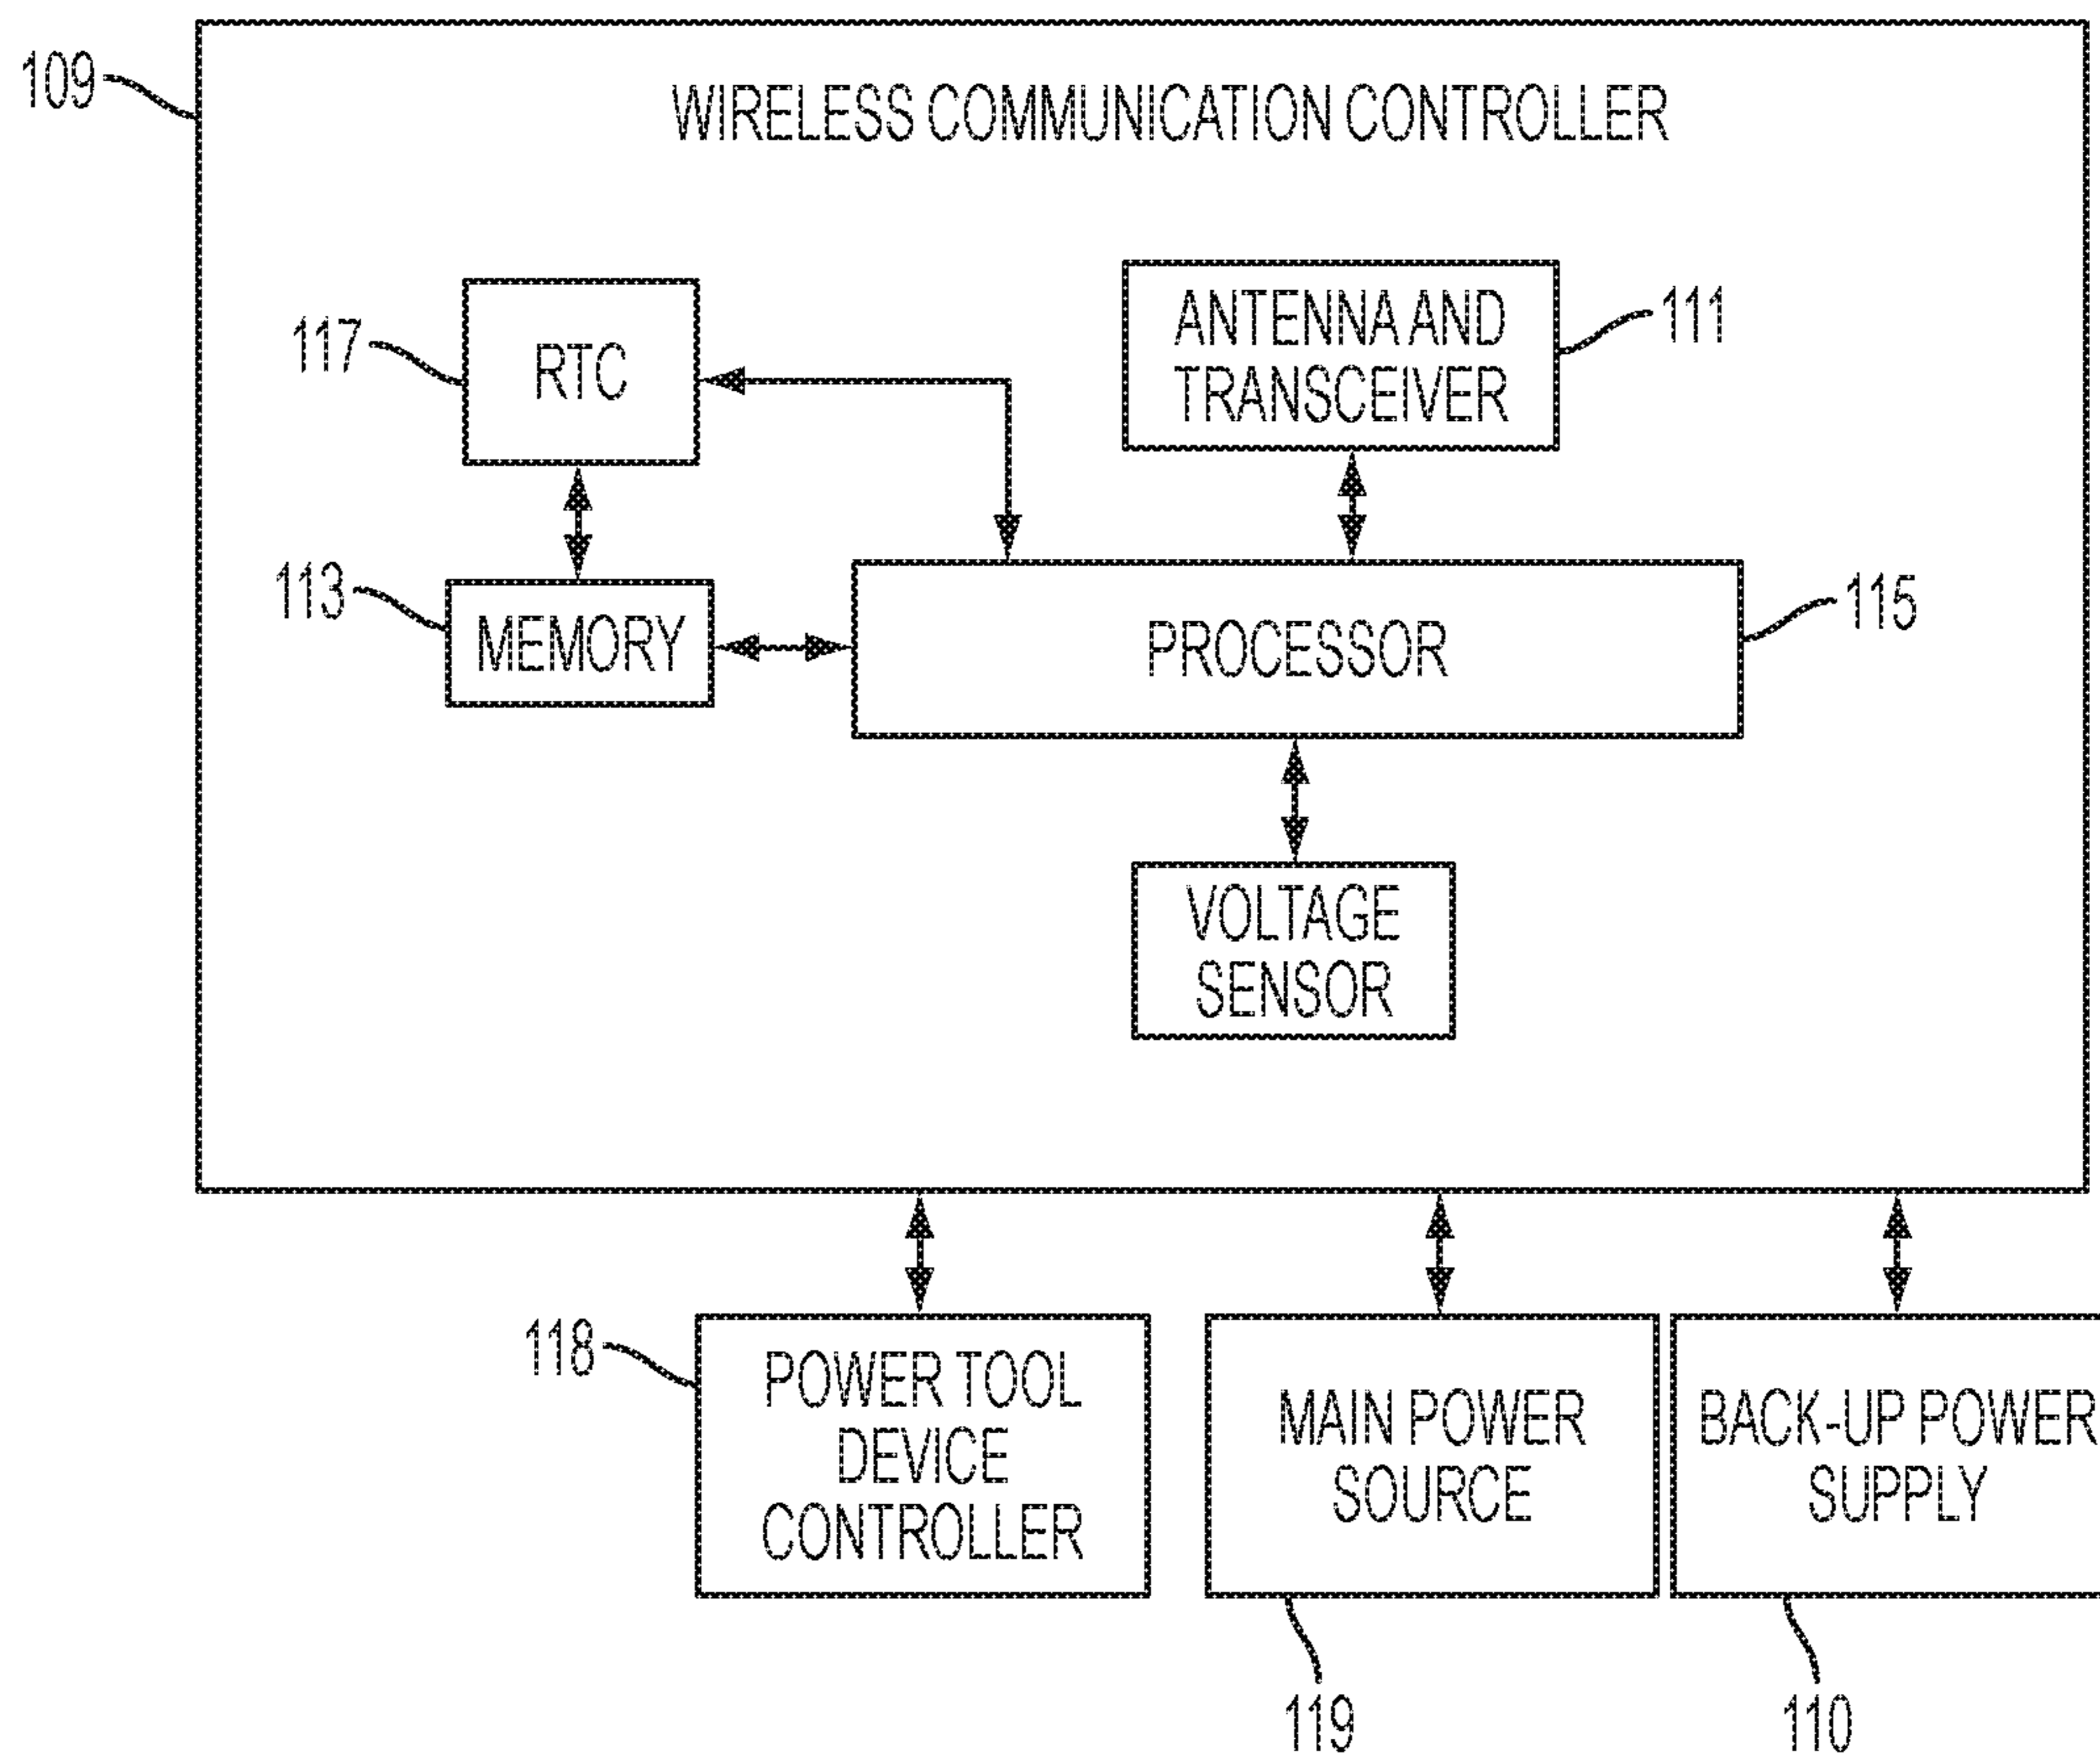 109
WIRELESS COMMUNICATION CONTROLLER
117
RTC
ANTENNA AND
TRANSCEIVER
111
113
MEMORY
PROCESSOR
115
VOLTAGE
SENSOR
118
POWER TOOL
DEVICE
CONTROLLER
MAIN POWER
SOURCE
BACK-UP POWER
SUPPLY
119
110